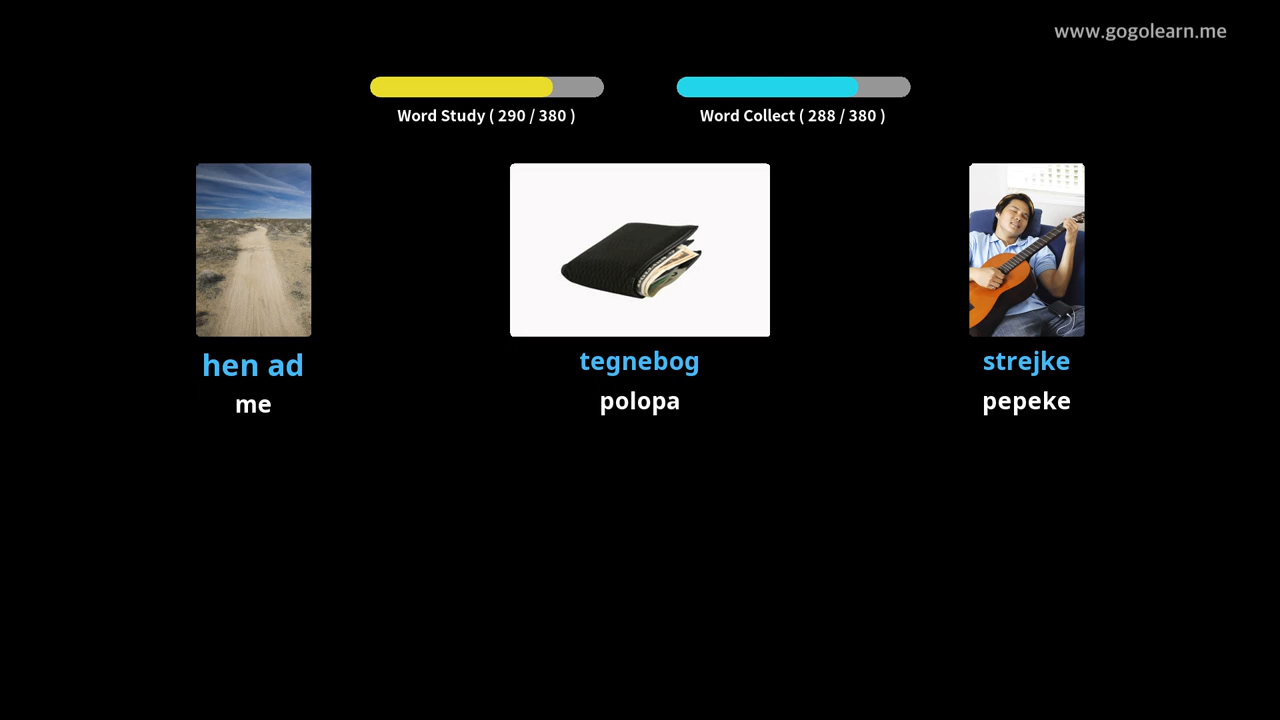 www.gogolearn.me
Word Study ( 290 / 380 )
Word Collect ( 288 / 380 )
hen ad
me
tegnebog
polopa
strejke
pepeke